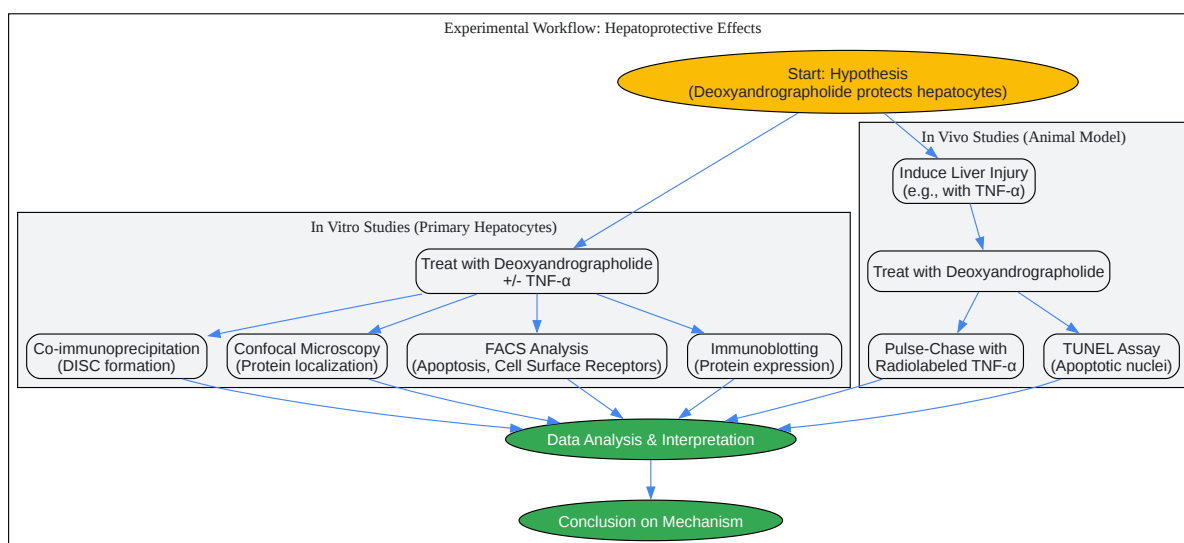 Experimental Workflow: Hepatoprotective Effects
Start: Hypothesis
(Deoxyandrographolide protects hepatocytes)
In Vivo Studies (Animal Model)
Induce Liver Injury
(e.g., with TNF-α)
In Vitro Studies (Primary Hepatocytes)
Treat with Deoxyandrographolide
+/- TNF-α
Treat with Deoxyandrographolide
Co-immunoprecipitation
(DISC formation)
Confocal Microscopy
(Protein localization)
FACS Analysis
(Apoptosis, Cell Surface Receptors)
Immunoblotting
(Protein expression)
Pulse-Chase with
Radiolabeled TNF-α
TUNEL Assay
(Apoptotic nuclei)
Data Analysis & Interpretation
Conclusion on Mechanism